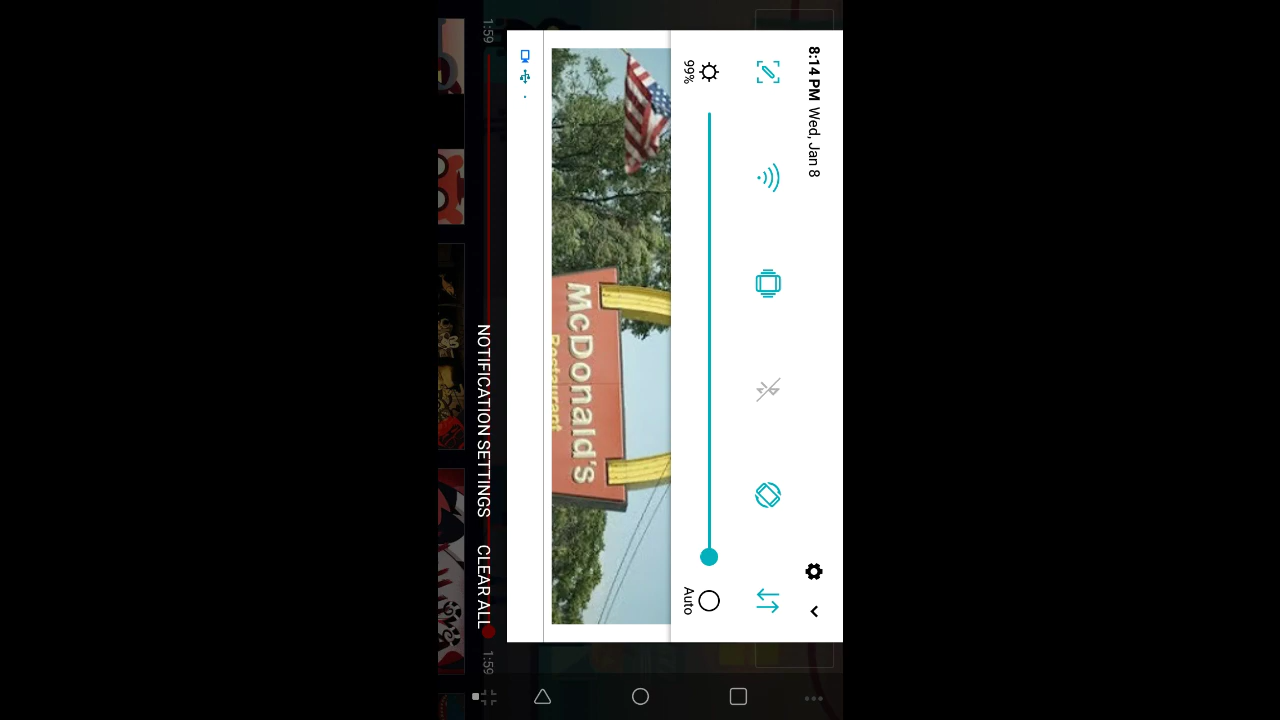 8:14 PM Wed, Jan 8
99%
Auto
McDonald's
Restaurant
NOTIFICATION SETTINGS
CLEAR ALL
1:59
1:59